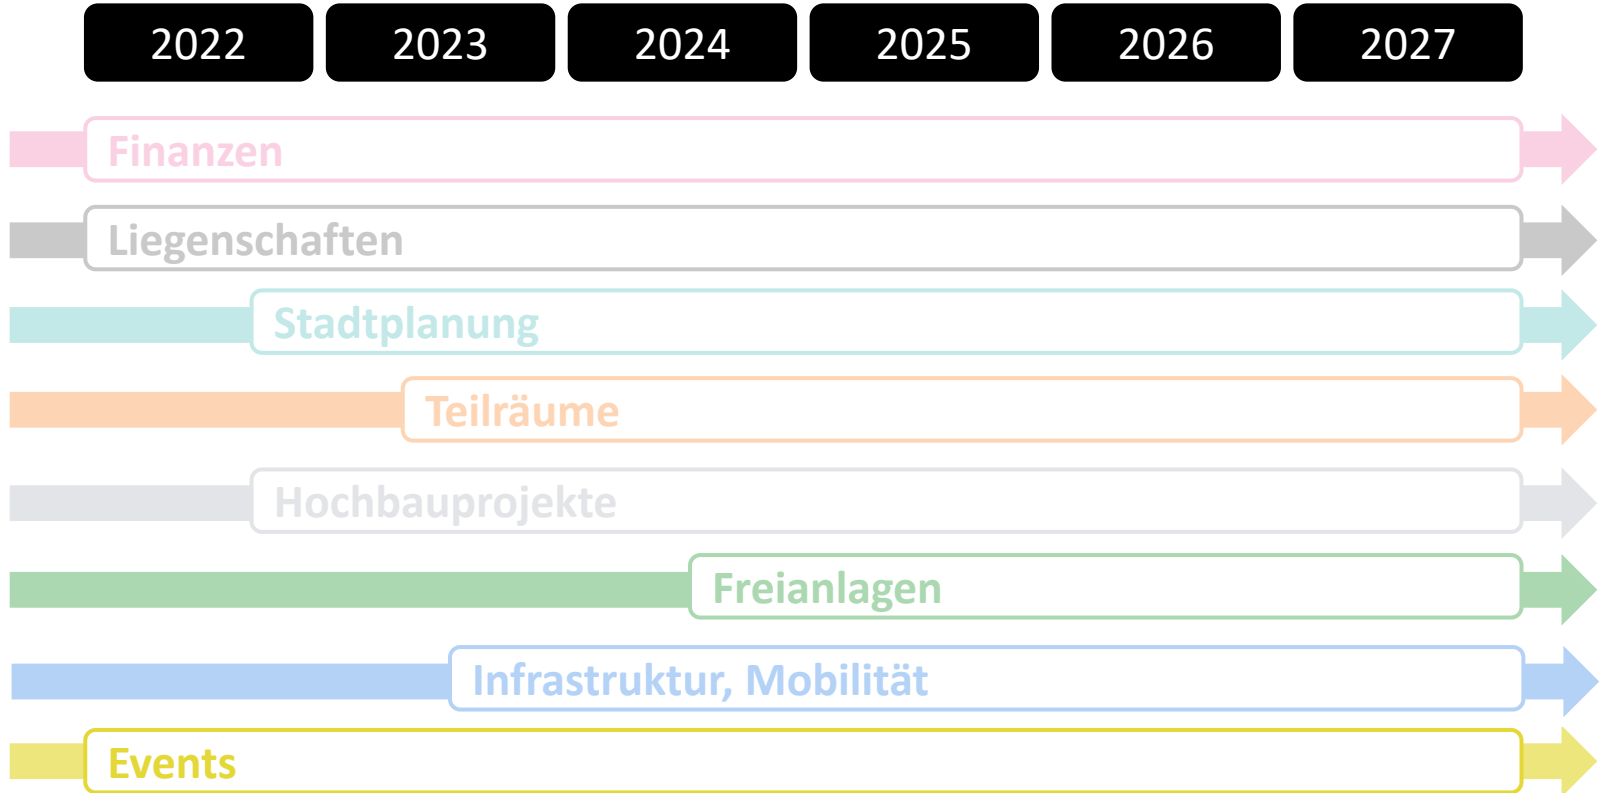 2022 2023 2024 2025 2026 2027
Finanzen
Liegenschaften
Stadtplanung
Teilräume
Hochbauprojekte
Freianlagen
Infrastruktur, Mobilität
Events